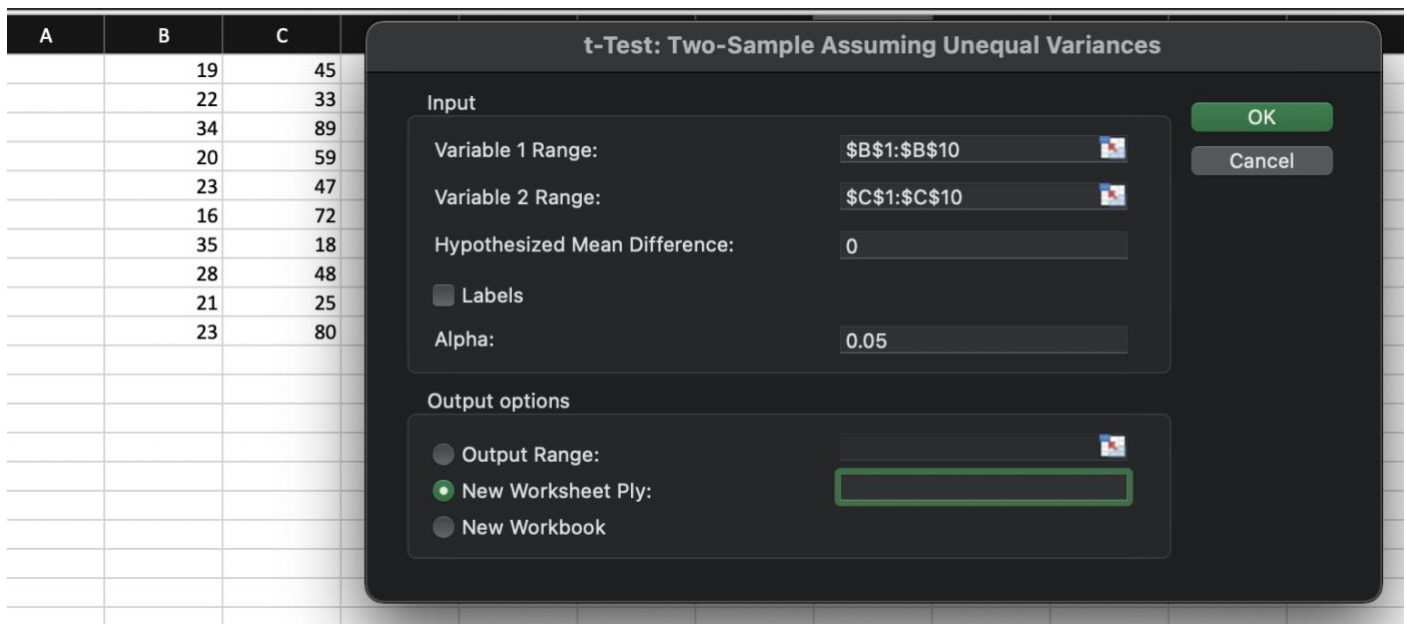 A B C
19 45
22 33
34 89
20 59
23 47
16 72
35 18
28 48
21 25
23 80
t-Test: Two-Sample Assuming Unequal Variances
Input
Variable 1 Range: $B$1:$B$10
Variable 2 Range: $C$1:$C$10
Hypothesized Mean Difference: 0
Labels
Alpha: 0.05
OK
Cancel
Output options
Output Range:
New Worksheet Ply:
New Workbook